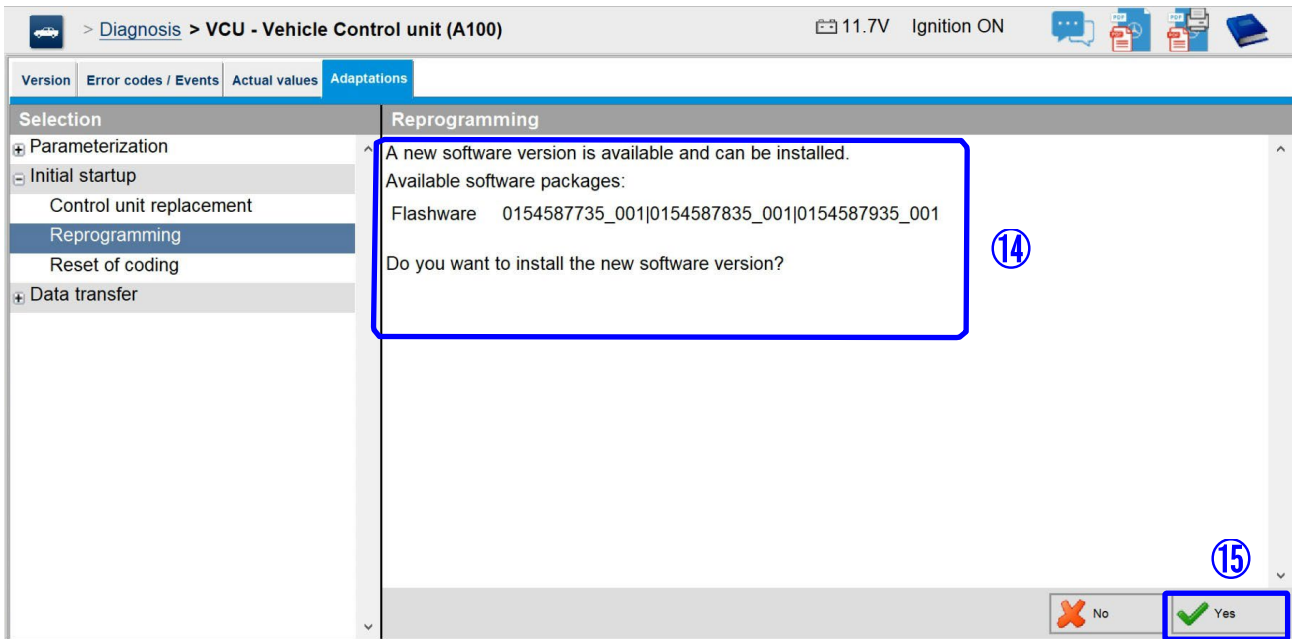 > Diagnosis > VCU - Vehicle Control unit (A100) 11.7V Ignition ON
Version Error codes / Events Actual values Adaptations
Selection Reprogramming
Parameterization
Initial startup
Control unit replacement
Reprogramming
Reset of coding
Data transfer
A new software version is available and can be installed.
Available software packages:
Flashware 0154587735_001|0154587835_001|0154587935_001
Do you want to install the new software version?
⑭
⑮
No Yes